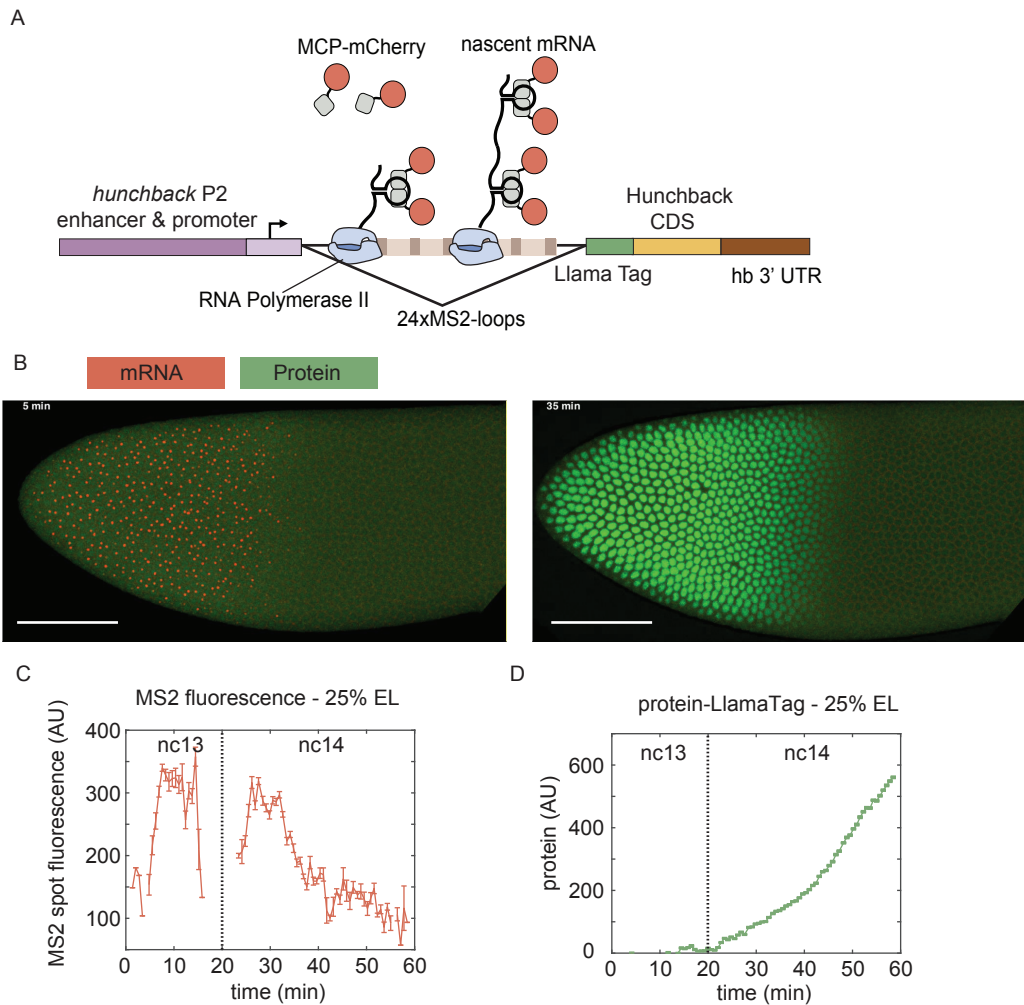 A
MCP-mCherry
nascent mRNA
hunchback P2
enhancer & promoter
Hunchback
CDS
RNA Polymerase II
Llama Tag
hb 3' UTR
24xMS2-loops
B
mRNA
Protein
5 min
35 min
C
MS2 fluorescence - 25% EL
MS2 spot fluorescence (AU)
nc13
nc14
400
300
200
100
0
10
20
30
40
50
60
time (min)
D
protein-LlamaTag - 25% EL
protein (AU)
nc13
nc14
600
400
200
0
0
10
20
30
40
50
60
time (min)